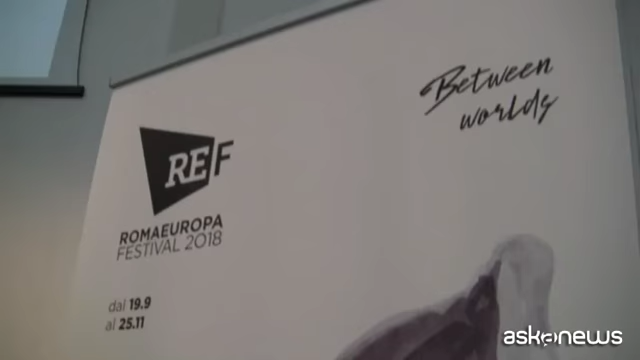 Between
worlds
REF
ROMAEUROPA
FESTIVAL 2018
dal 19.9
al 25.11
askanews